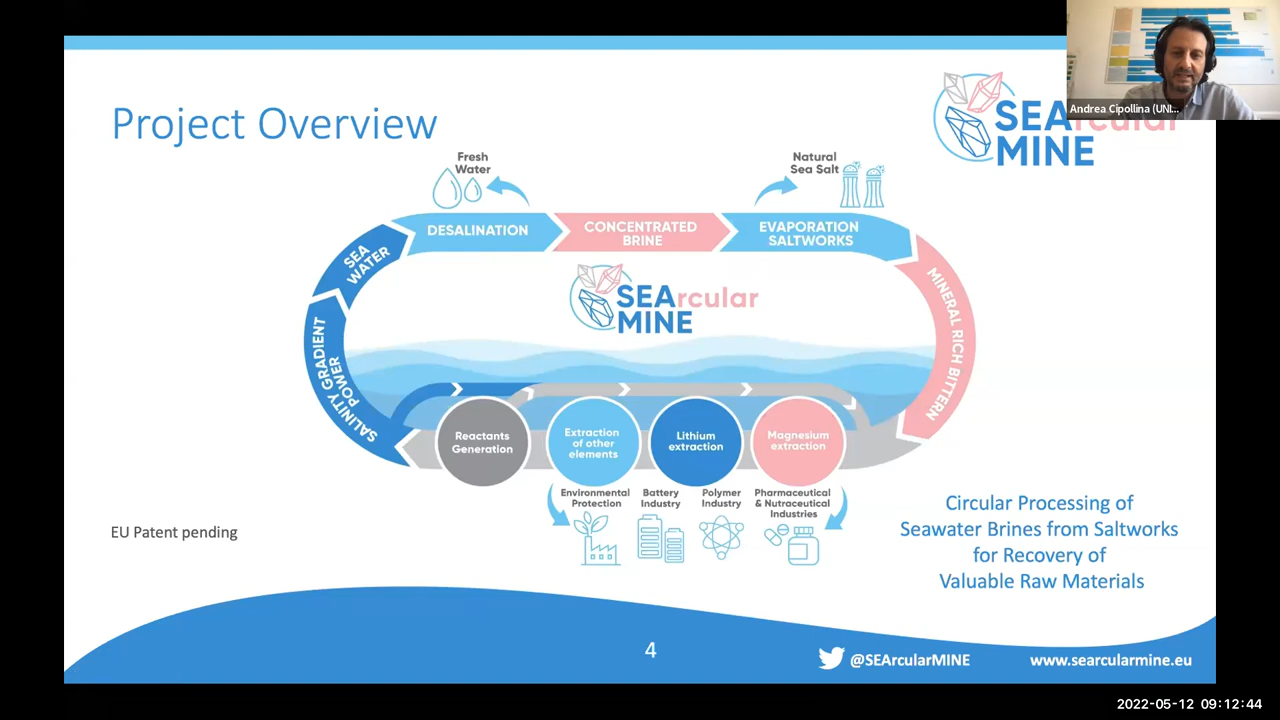 Andrea Cipollina (UNI...
Project Overview
SEArcular
MINE
Fresh
Water
Natural
Sea Salt
SEA
WATER
DESALINATION
CONCENTRATED
BRINE
EVAPORATION
SALTWORKS
MINERAL RICH BITTERN
SEArcular
MINE
SALINITY GRADIENT
POWER
Reactants
Generation
Extraction
of other
elements
Lithium
extraction
Magnesium
extraction
Environmental
Protection
Battery
Industry
Polymer
Industry
Pharmaceutical
& Nutraceutical
Industries
EU Patent pending
Circular Processing of
Seawater Brines from Saltworks
for Recovery of
Valuable Raw Materials
4
@SEArcularMINE
www.searcularmine.eu
2022-05-12 09:12:44